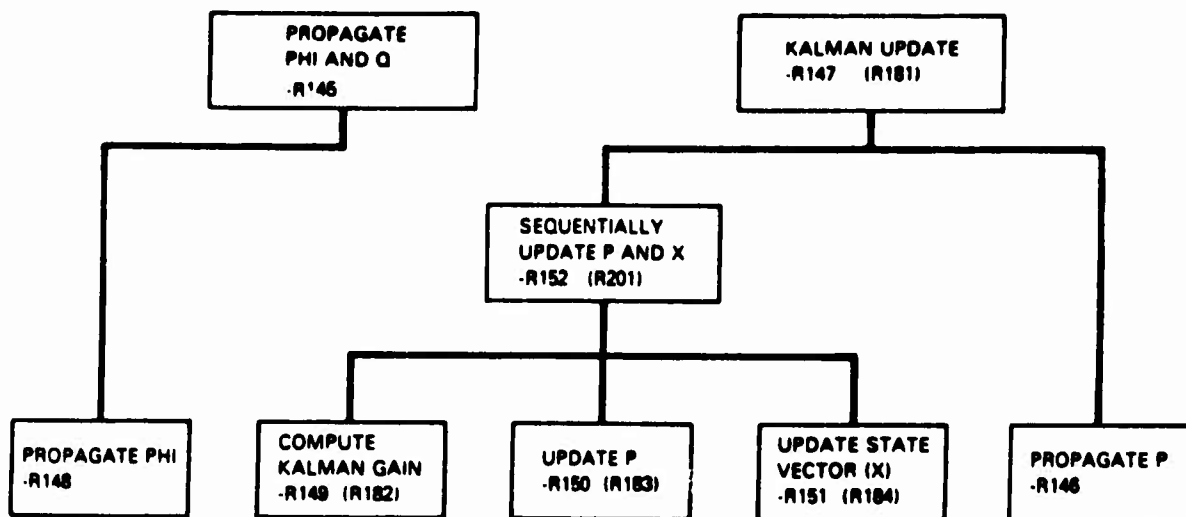 PROPAGATE
PHI AND Q
-R145
KALMAN UPDATE
-R147 (R181)
SEQUENTIALLY
UPDATE P AND X
-R152 (R201)
PROPAGATE PHI
-R148
COMPUTE
KALMAN GAIN
-R149 (R182)
UPDATE P
-R150 (R183)
UPDATE STATE
VECTOR (X)
-R151 (R184)
PROPAGATE P
-R146